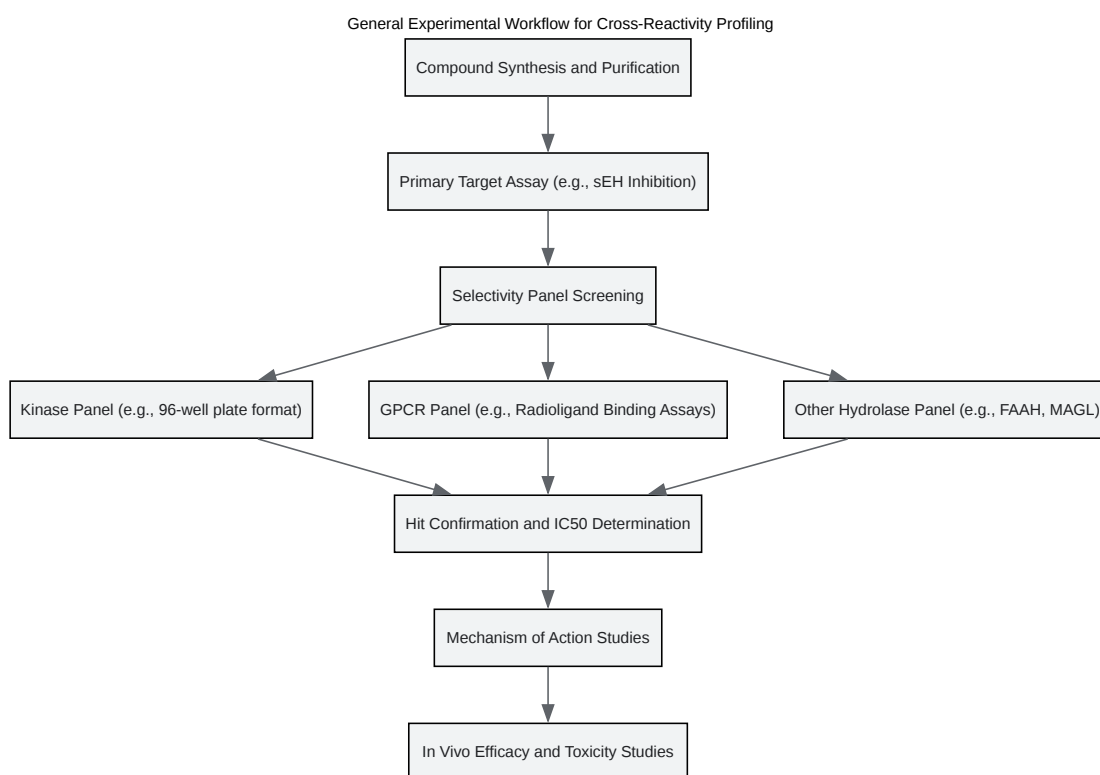 General Experimental Workflow for Cross-Reactivity Profiling
Compound Synthesis and Purification
Primary Target Assay (e.g., sEH Inhibition)
Selectivity Panel Screening
Kinase Panel (e.g., 96-well plate format)
GPCR Panel (e.g., Radioligand Binding Assays)
Other Hydrolase Panel (e.g., FAAH, MAGL)
Hit Confirmation and IC50 Determination
Mechanism of Action Studies
In Vivo Efficacy and Toxicity Studies